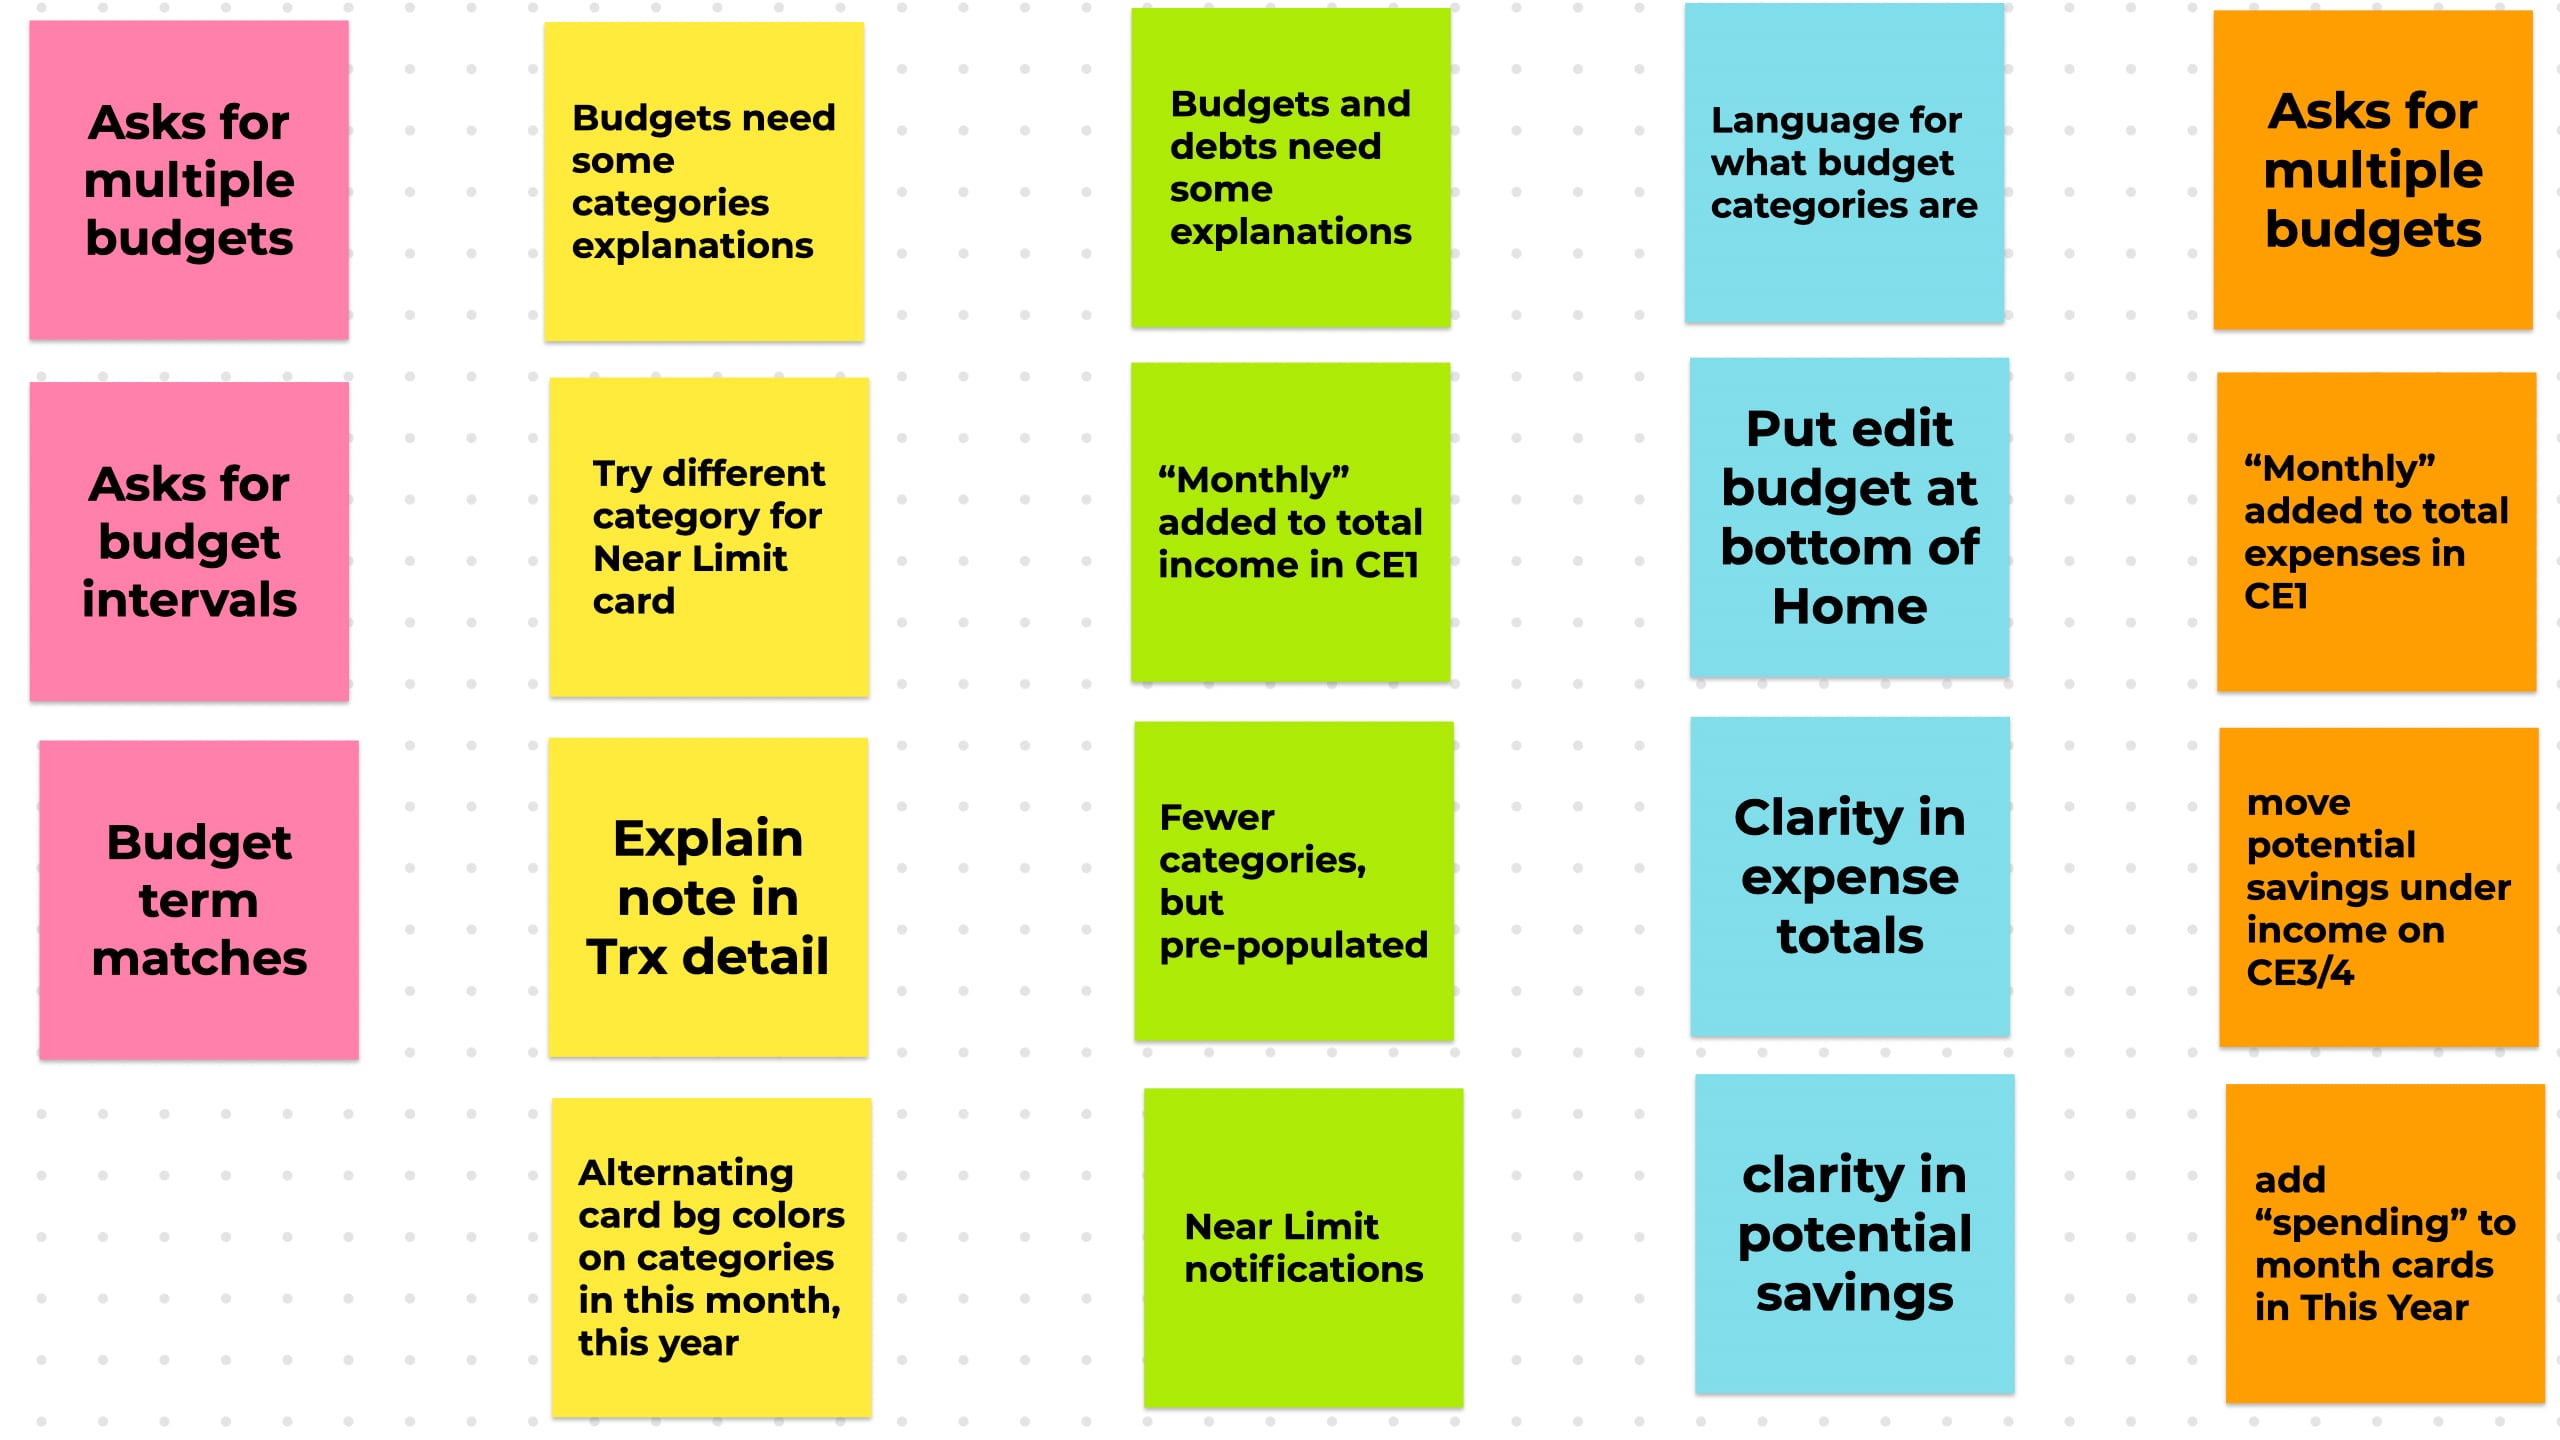 Asks for
multiple
budgets
Asks for
budget
intervals
Budget
term
matches
Budgets need
some
categories
explanations
Try different
category for
Near Limit
card
Explain
note in
Trx detail
Alternating
card bg colors
on categories
in this month,
this year
Budgets and
debts need
some
explanations
“Monthly”
added to total
income in CE1
Fewer
categories,
but
pre-populated
Near Limit
notifications
Language for
what budget
categories are
Put edit
budget at
bottom of
Home
Clarity in
expense
totals
clarity in
potential
savings
Asks for
multiple
budgets
“Monthly”
added to total
expenses in
CE1
move
potential
savings under
income on
CE3/4
add
“spending” to
month cards
in This Year